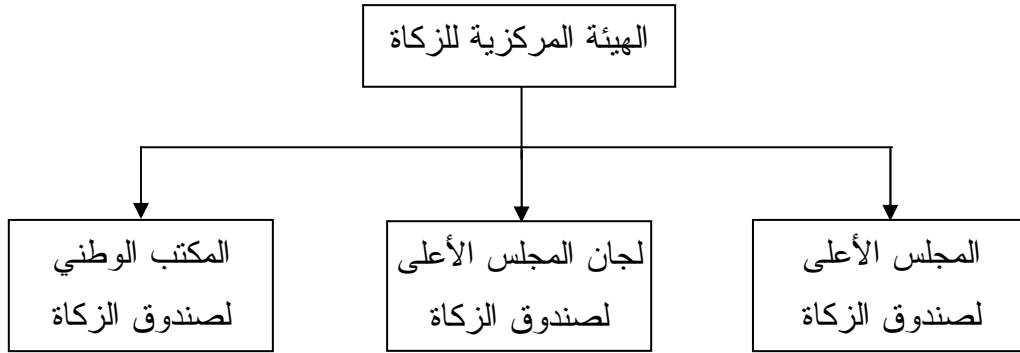 الهيئة المركزية للزكاة
المجلس الأعلى
لصندوق الزكاة
لجان المجلس الأعلى
لصندوق الزكاة
المكتب الوطني
لصندوق الزكاة